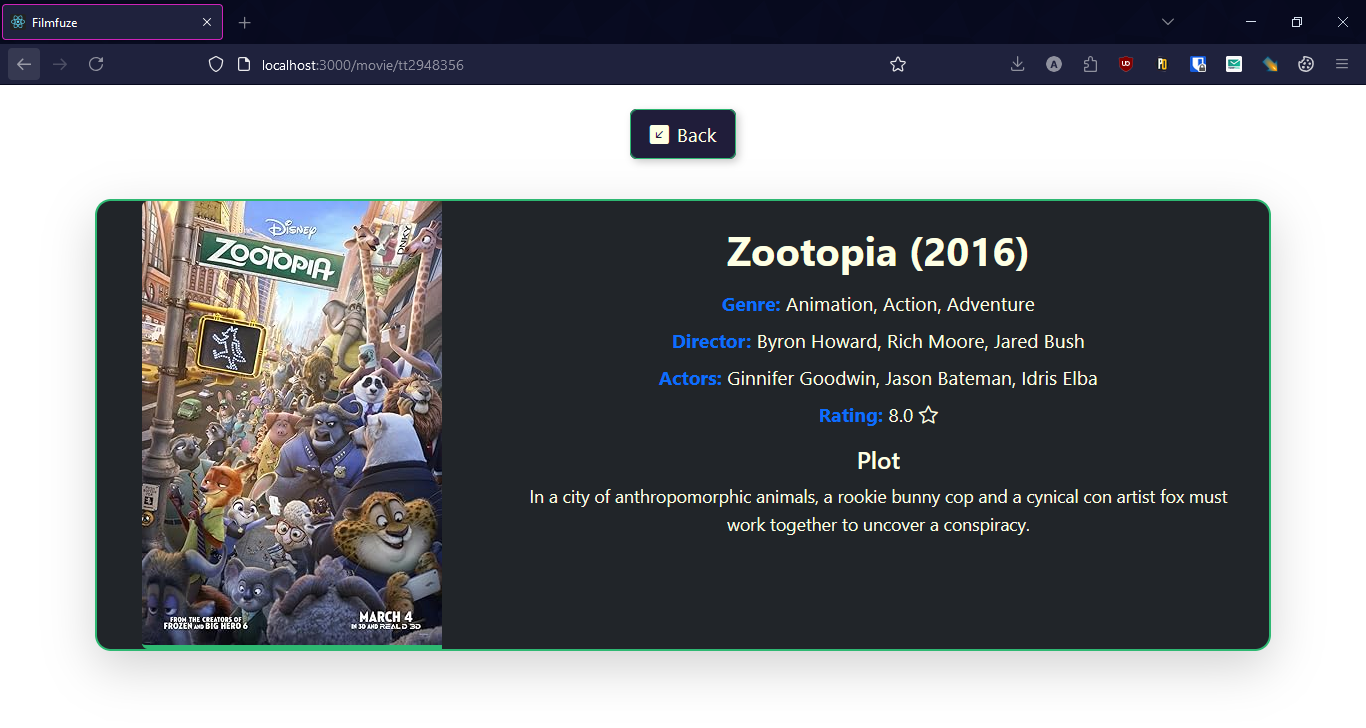 Filmfuze
localhost:3000/movie/tt2948356
Back
Disney
ZOOTOPIA
DNKY
FROM THE CREATORS OF
FROZEN AND BIG HERO 6
MARCH 4
IN 3D AND REAL D 3D
Zootopia (2016)
Genre: Animation, Action, Adventure
Director: Byron Howard, Rich Moore, Jared Bush
Actors: Ginnifer Goodwin, Jason Bateman, Idris Elba
Rating: 8.0
Plot
In a city of anthropomorphic animals, a rookie bunny cop and a cynical con artist fox must
work together to uncover a conspiracy.